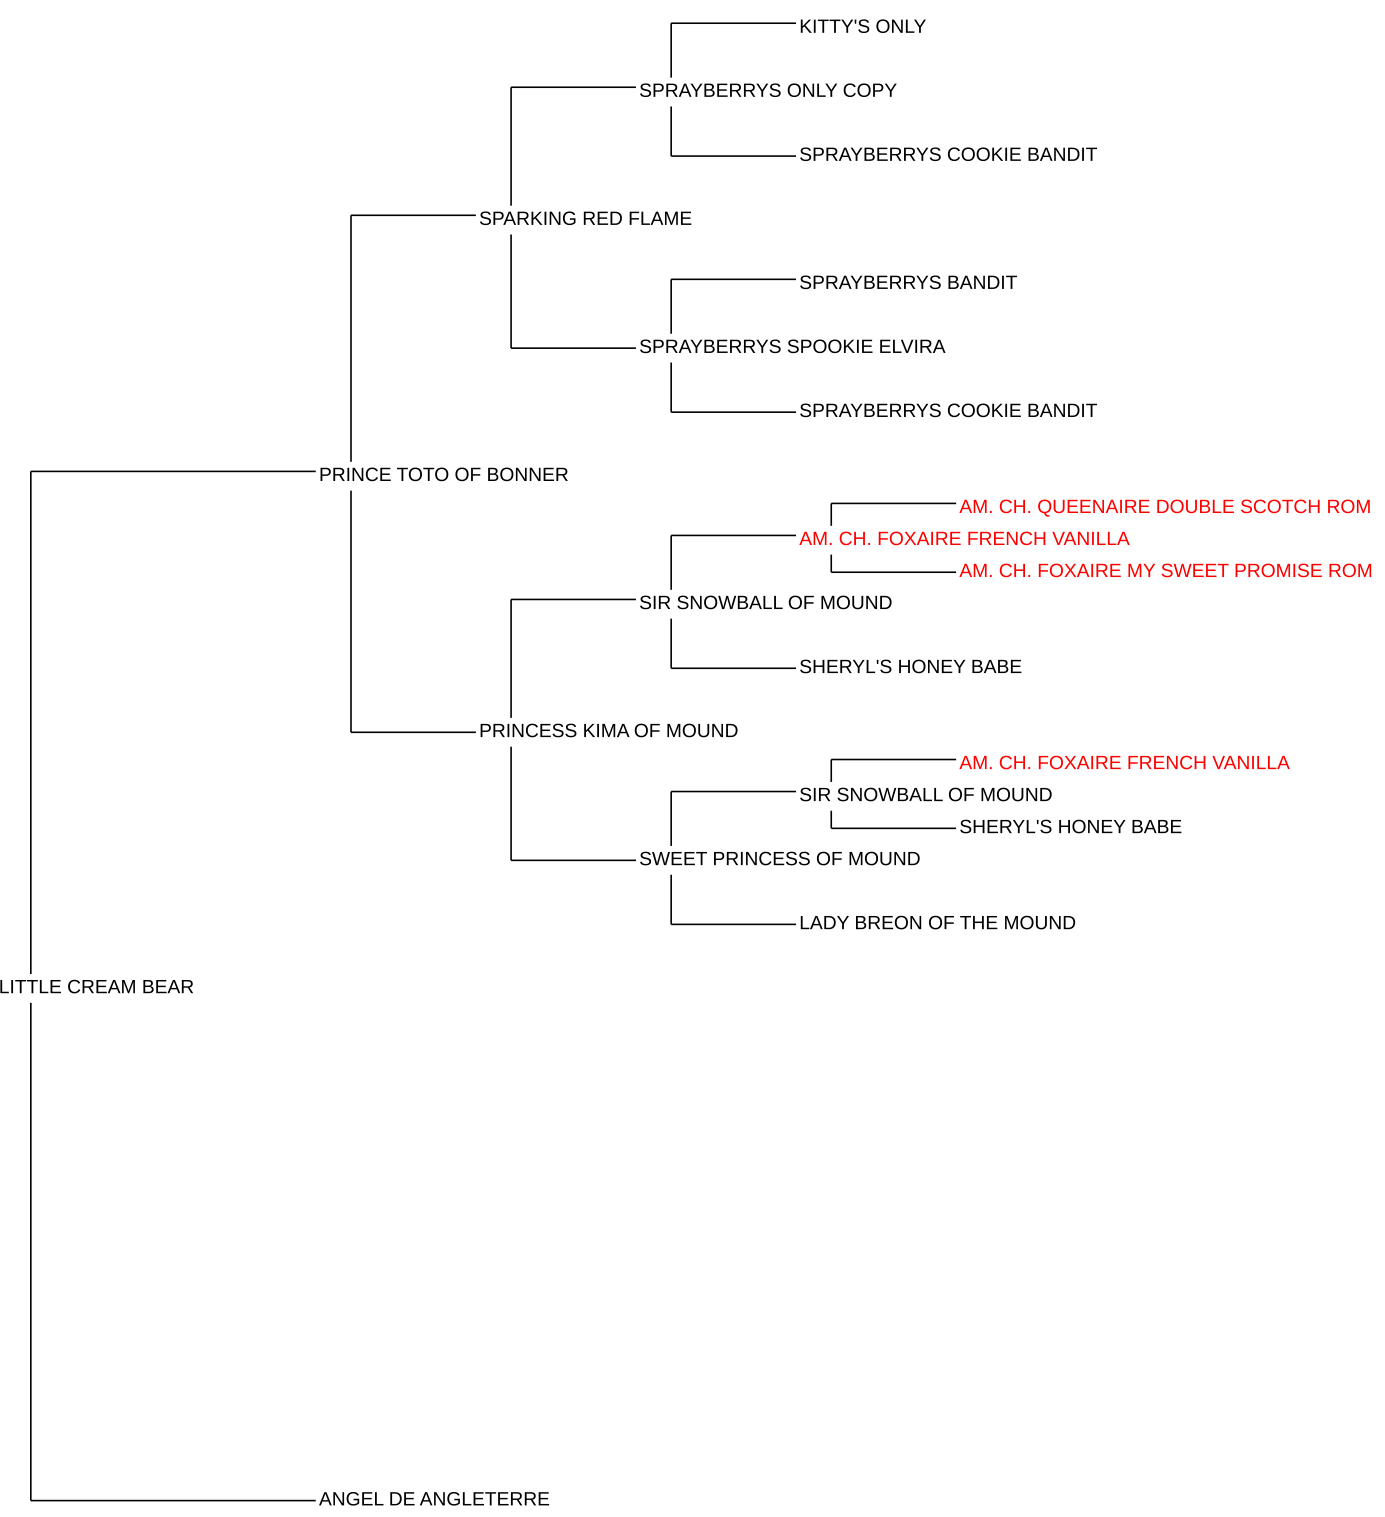 KITTY'S ONLY
SPRAYBERRYS ONLY COPY
SPRAYBERRYS COOKIE BANDIT
SPARKING RED FLAME
SPRAYBERRYS BANDIT
SPRAYBERRYS SPOOKIE ELVIRA
SPRAYBERRYS COOKIE BANDIT
PRINCE TOTO OF BONNER
AM. CH. QUEENAIRE DOUBLE SCOTCH ROM
AM. CH. FOXAIRE FRENCH VANILLA
AM. CH. FOXAIRE MY SWEET PROMISE ROM
SIR SNOWBALL OF MOUND
SHERYL'S HONEY BABE
PRINCESS KIMA OF MOUND
AM. CH. FOXAIRE FRENCH VANILLA
SIR SNOWBALL OF MOUND
SHERYL'S HONEY BABE
SWEET PRINCESS OF MOUND
LADY BREON OF THE MOUND
LITTLE CREAM BEAR
ANGEL DE ANGLETERRE